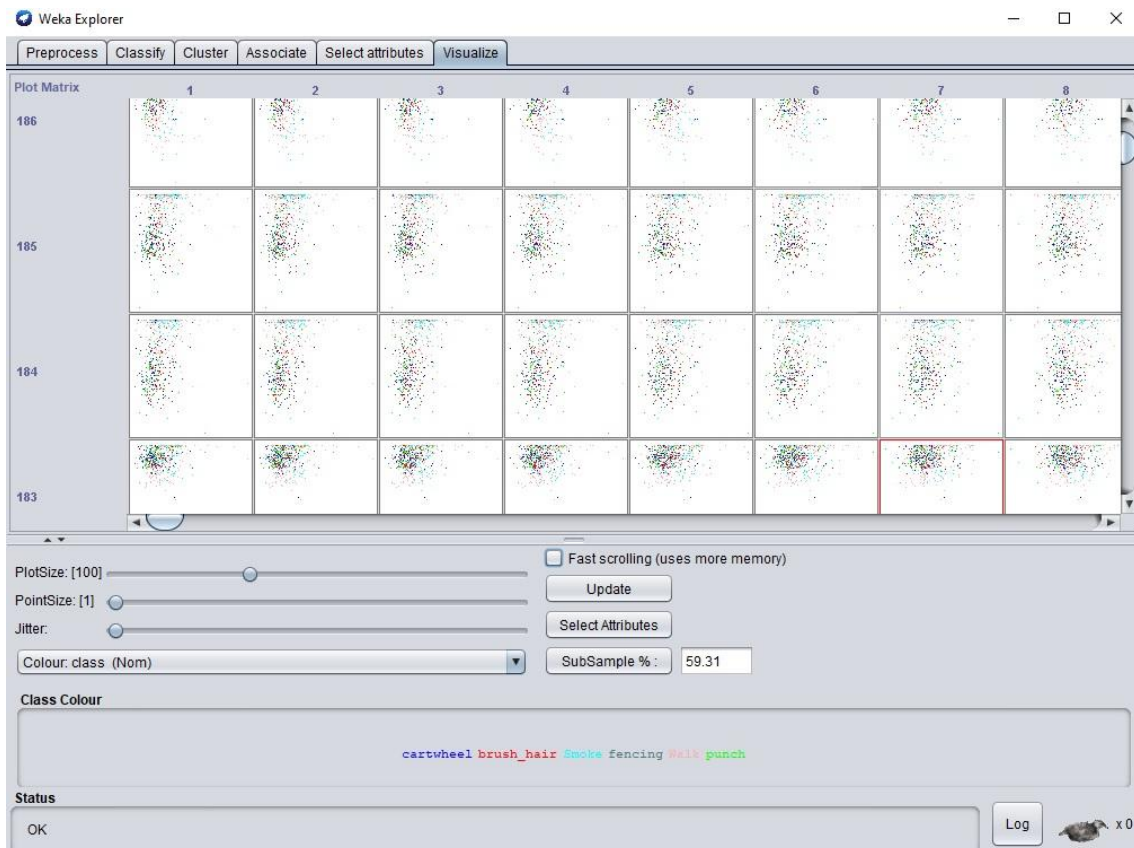 Weka Explorer
Preprocess Classify Cluster Associate Select attributes Visualize
Plot Matrix 1 2 3 4 5 6 7 8
186
185
184
183
PlotSize: [100]
Fast scrolling (uses more memory)
Update
PointSize: [1]
Jitter:
Select Attributes
Colour: class (Nom)
SubSample % : 59.31
Class Colour
cartwheel brush_hair Smoke fencing Walk punch
Status
OK
Log
x 0